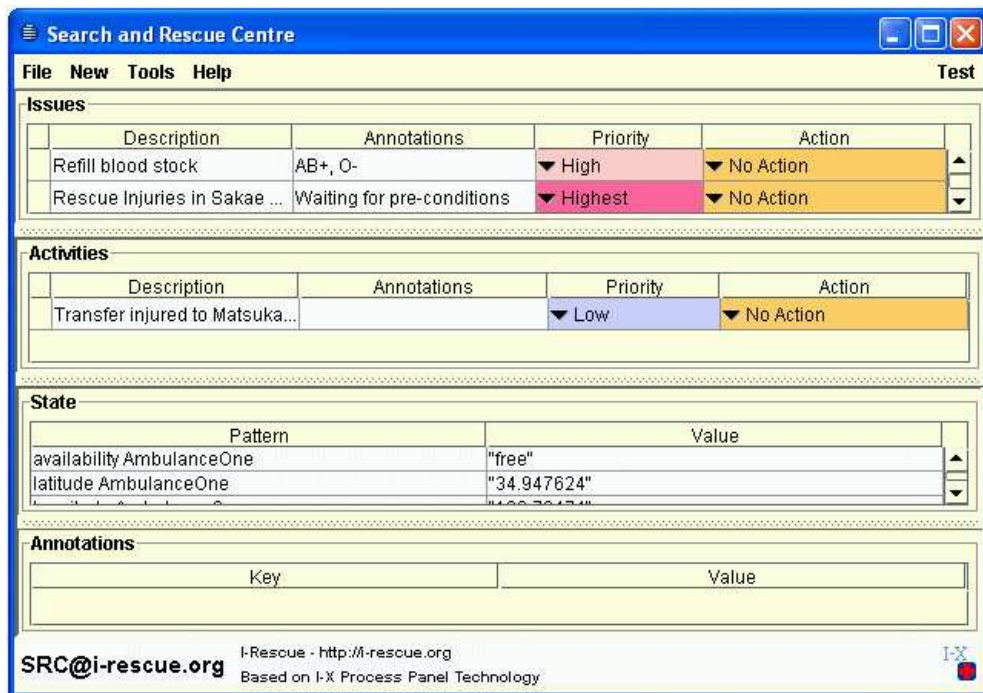 Search and Rescue Centre
File New Tools Help Test
Issues
Description Annotations Priority Action
Refill blood stock AB+, O- High No Action
Rescue Injuries in Sakae ... Waiting for pre-conditions Highest No Action
Activities
Description Annotations Priority Action
Transfer injured to Matsuka... Low No Action
State
Pattern Value
availability AmbulanceOne "free"
latitude AmbulanceOne "34.947624"
Annotations
Key Value
SRC@i-rescue.org
I-Rescue - http://i-rescue.org
Based on I-X Process Panel Technology
I-X